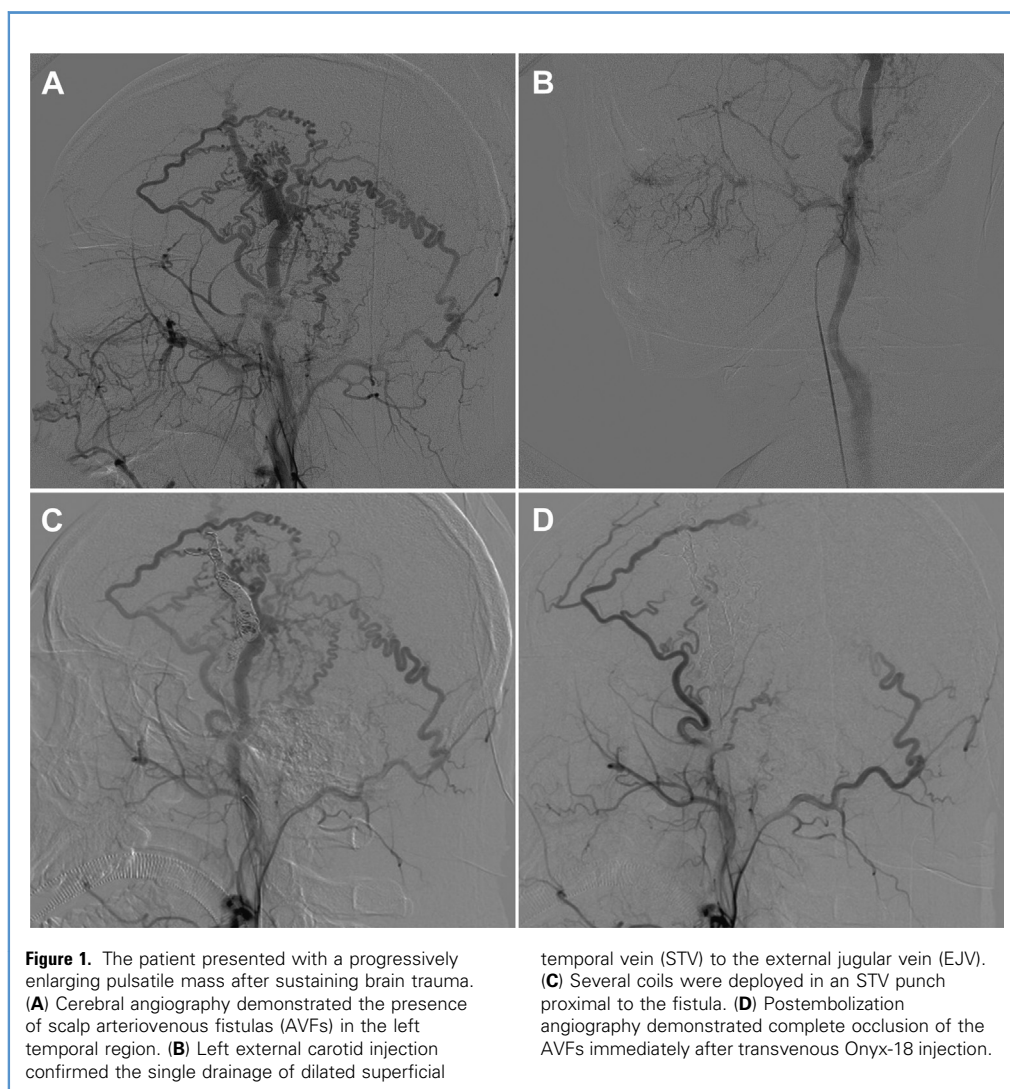 A
B
C
D
Figure 1. The patient presented with a progressively
enlarging pulsatile mass after sustaining brain trauma.
(A) Cerebral angiography demonstrated the presence
of scalp arteriovenous fistulas (AVFs) in the left
temporal region. (B) Left external carotid injection
confirmed the single drainage of dilated superficial
temporal vein (STV) to the external jugular vein (EJV).
(C) Several coils were deployed in an STV punch
proximal to the fistula. (D) Postembolization
angiography demonstrated complete occlusion of the
AVFs immediately after transvenous Onyx-18 injection.